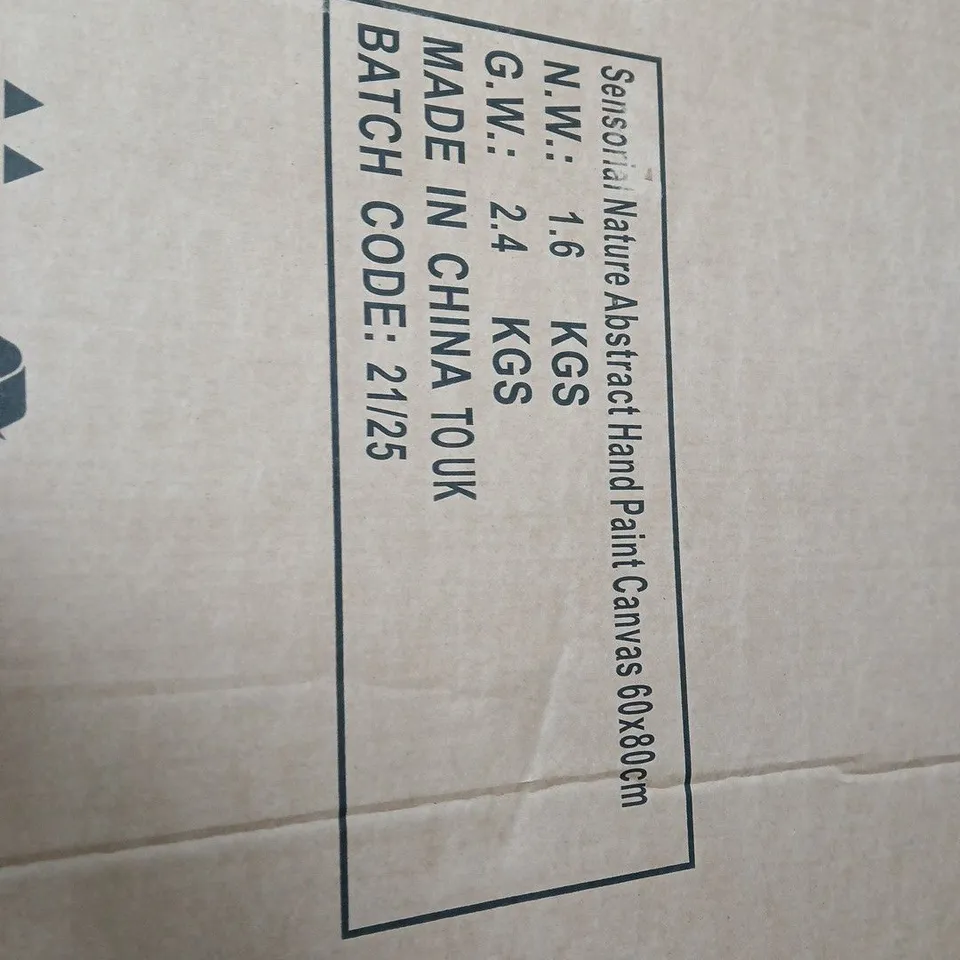 Sensorial Nature Abstract Hand Paint Canvas 60x80cm
N.W.: 1.6 KGS
G.W.: 2.4 KGS
MADE IN CHINA TO UK
BATCH CODE: 21/25